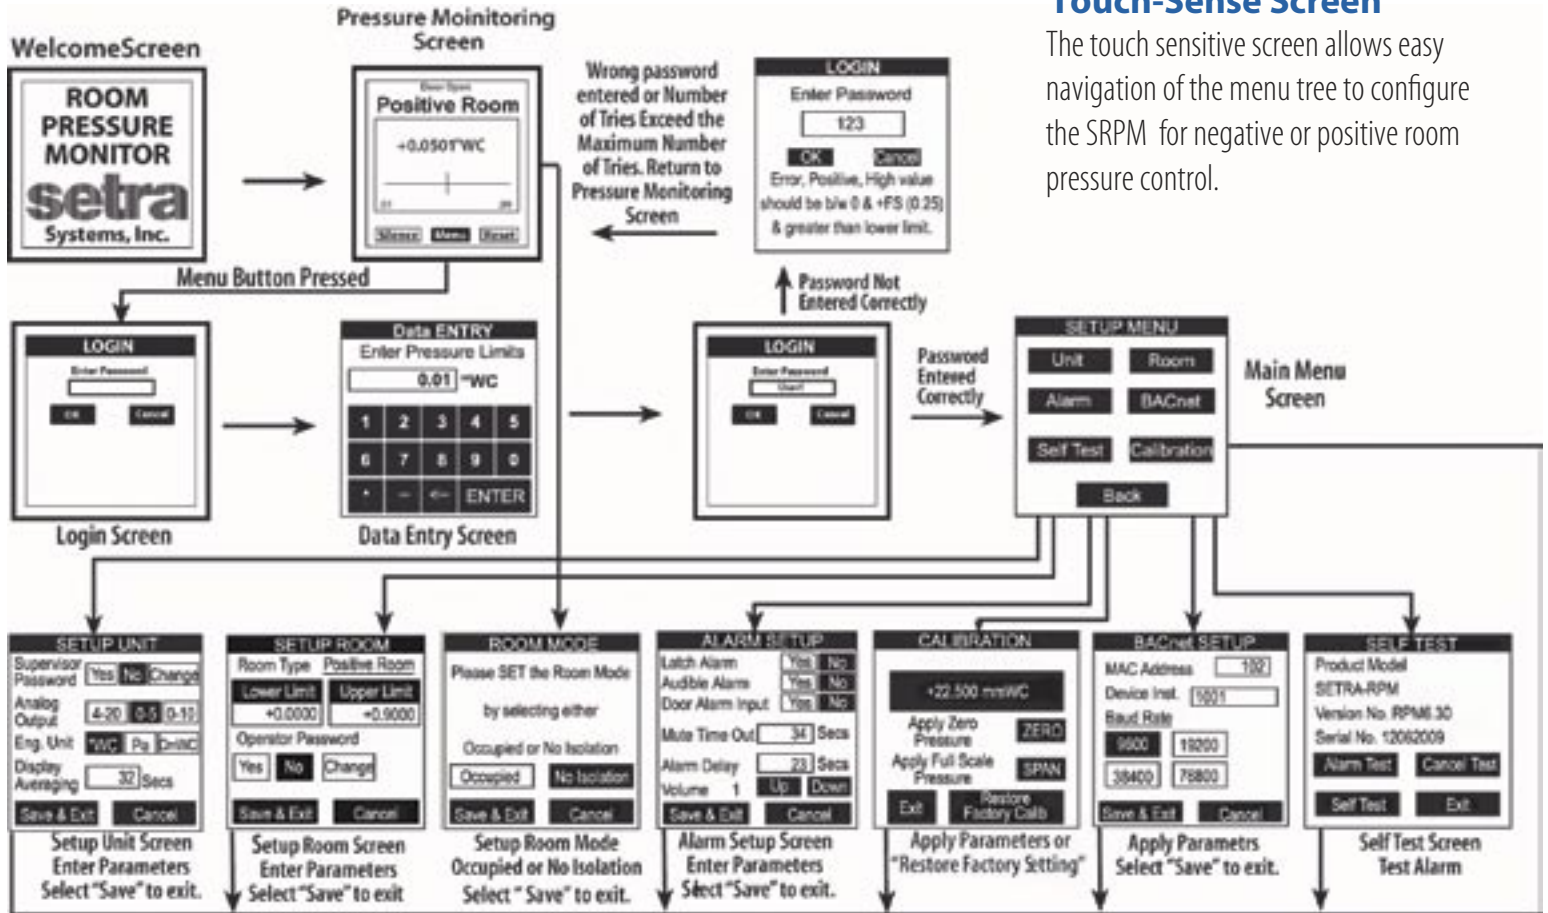 Touch-Sense Screen
The touch sensitive screen allows easy
navigation of the menu tree to configure
the SRPM for negative or positive room
pressure control.
WelcomeScreen
ROOM
PRESSURE
MONITOR
setra
Systems, Inc.
Pressure Moinitoring
Screen
Door Open
Positive Room
+0.0501"WC
Silence Menu Reset
Wrong password
entered or Number
of Tries Exceed the
Maximum Number
of Tries. Return to
Pressure Monitoring
Screen
LOGIN
Enter Password
123
OK Cancel
Error, Positive, High value
should be b/w 0 & +FS (0.25)
& greater than lower limit.
Menu Button Pressed
Password Not
Entered Correctly
LOGIN
Enter Password
OK Cancel
Login Screen
Data ENTRY
Enter Pressure Limits
0.01 "WC
1 2 3 4 5
6 7 8 9 0
. - <-- ENTER
Data Entry Screen
LOGIN
Enter Password
User1
OK Cancel
Password
Entered
Correctly
SETUP MENU
Unit Room
Alarm BACnet
Self Test Calibration
Back
Main Menu
Screen
SETUP UNIT
Supervisor
Password Yes No Change
Analog
Output 4-20 0-5 0-10
Eng. Unit "WC Pa
Display
Averaging 32 Secs
Save & Exit Cancel
Setup Unit Screen
Enter Parameters
Select "Save" to exit.
SETUP ROOM
Room Type Positive Room
Lower Limit Upper Limit
+0.0000 +0.9000
Operator Password
Yes No Change
Save & Exit Cancel
Setup Room Screen
Enter Parameters
Select "Save" to exit
ROOM MODE
Please SET the Room Mode
by selecting either
Occupied or No Isolation
Occupied No Isolation
Save & Exit Cancel
Setup Room Mode
Occupied or No Isolation
Select " Save" to exit.
ALARM SETUP
Latch Alarm Yes No
Audible Alarm Yes No
Door Alarm Input Yes No
Mute Time Out 34 Secs
Alarm Delay 23 Secs
Volume 1 Up Down
Save & Exit Cancel
Alarm Setup Screen
Enter Parameters
Select "Save" to exit.
CALIBRATION
+22.500 mmWC
Apply Zero
Pressure ZERO
Apply Full Scale
Pressure SPAN
Exit Restore
Factory Calib
Apply Parameters or
"Restore Factory Setting"
BACnet SETUP
MAC Address 102
Device Inst. 1001
Baud Rate
9600 19200
38400 76800
Save & Exit Cancel
Apply Parametrs
Select "Save" to exit.
SELF TEST
Product Model
SETRA-RPM
Version No. RPM6.30
Serial No. 12062009
Alarm Test Cancel Test
Self Test Exit
Self Test Screen
Test Alarm